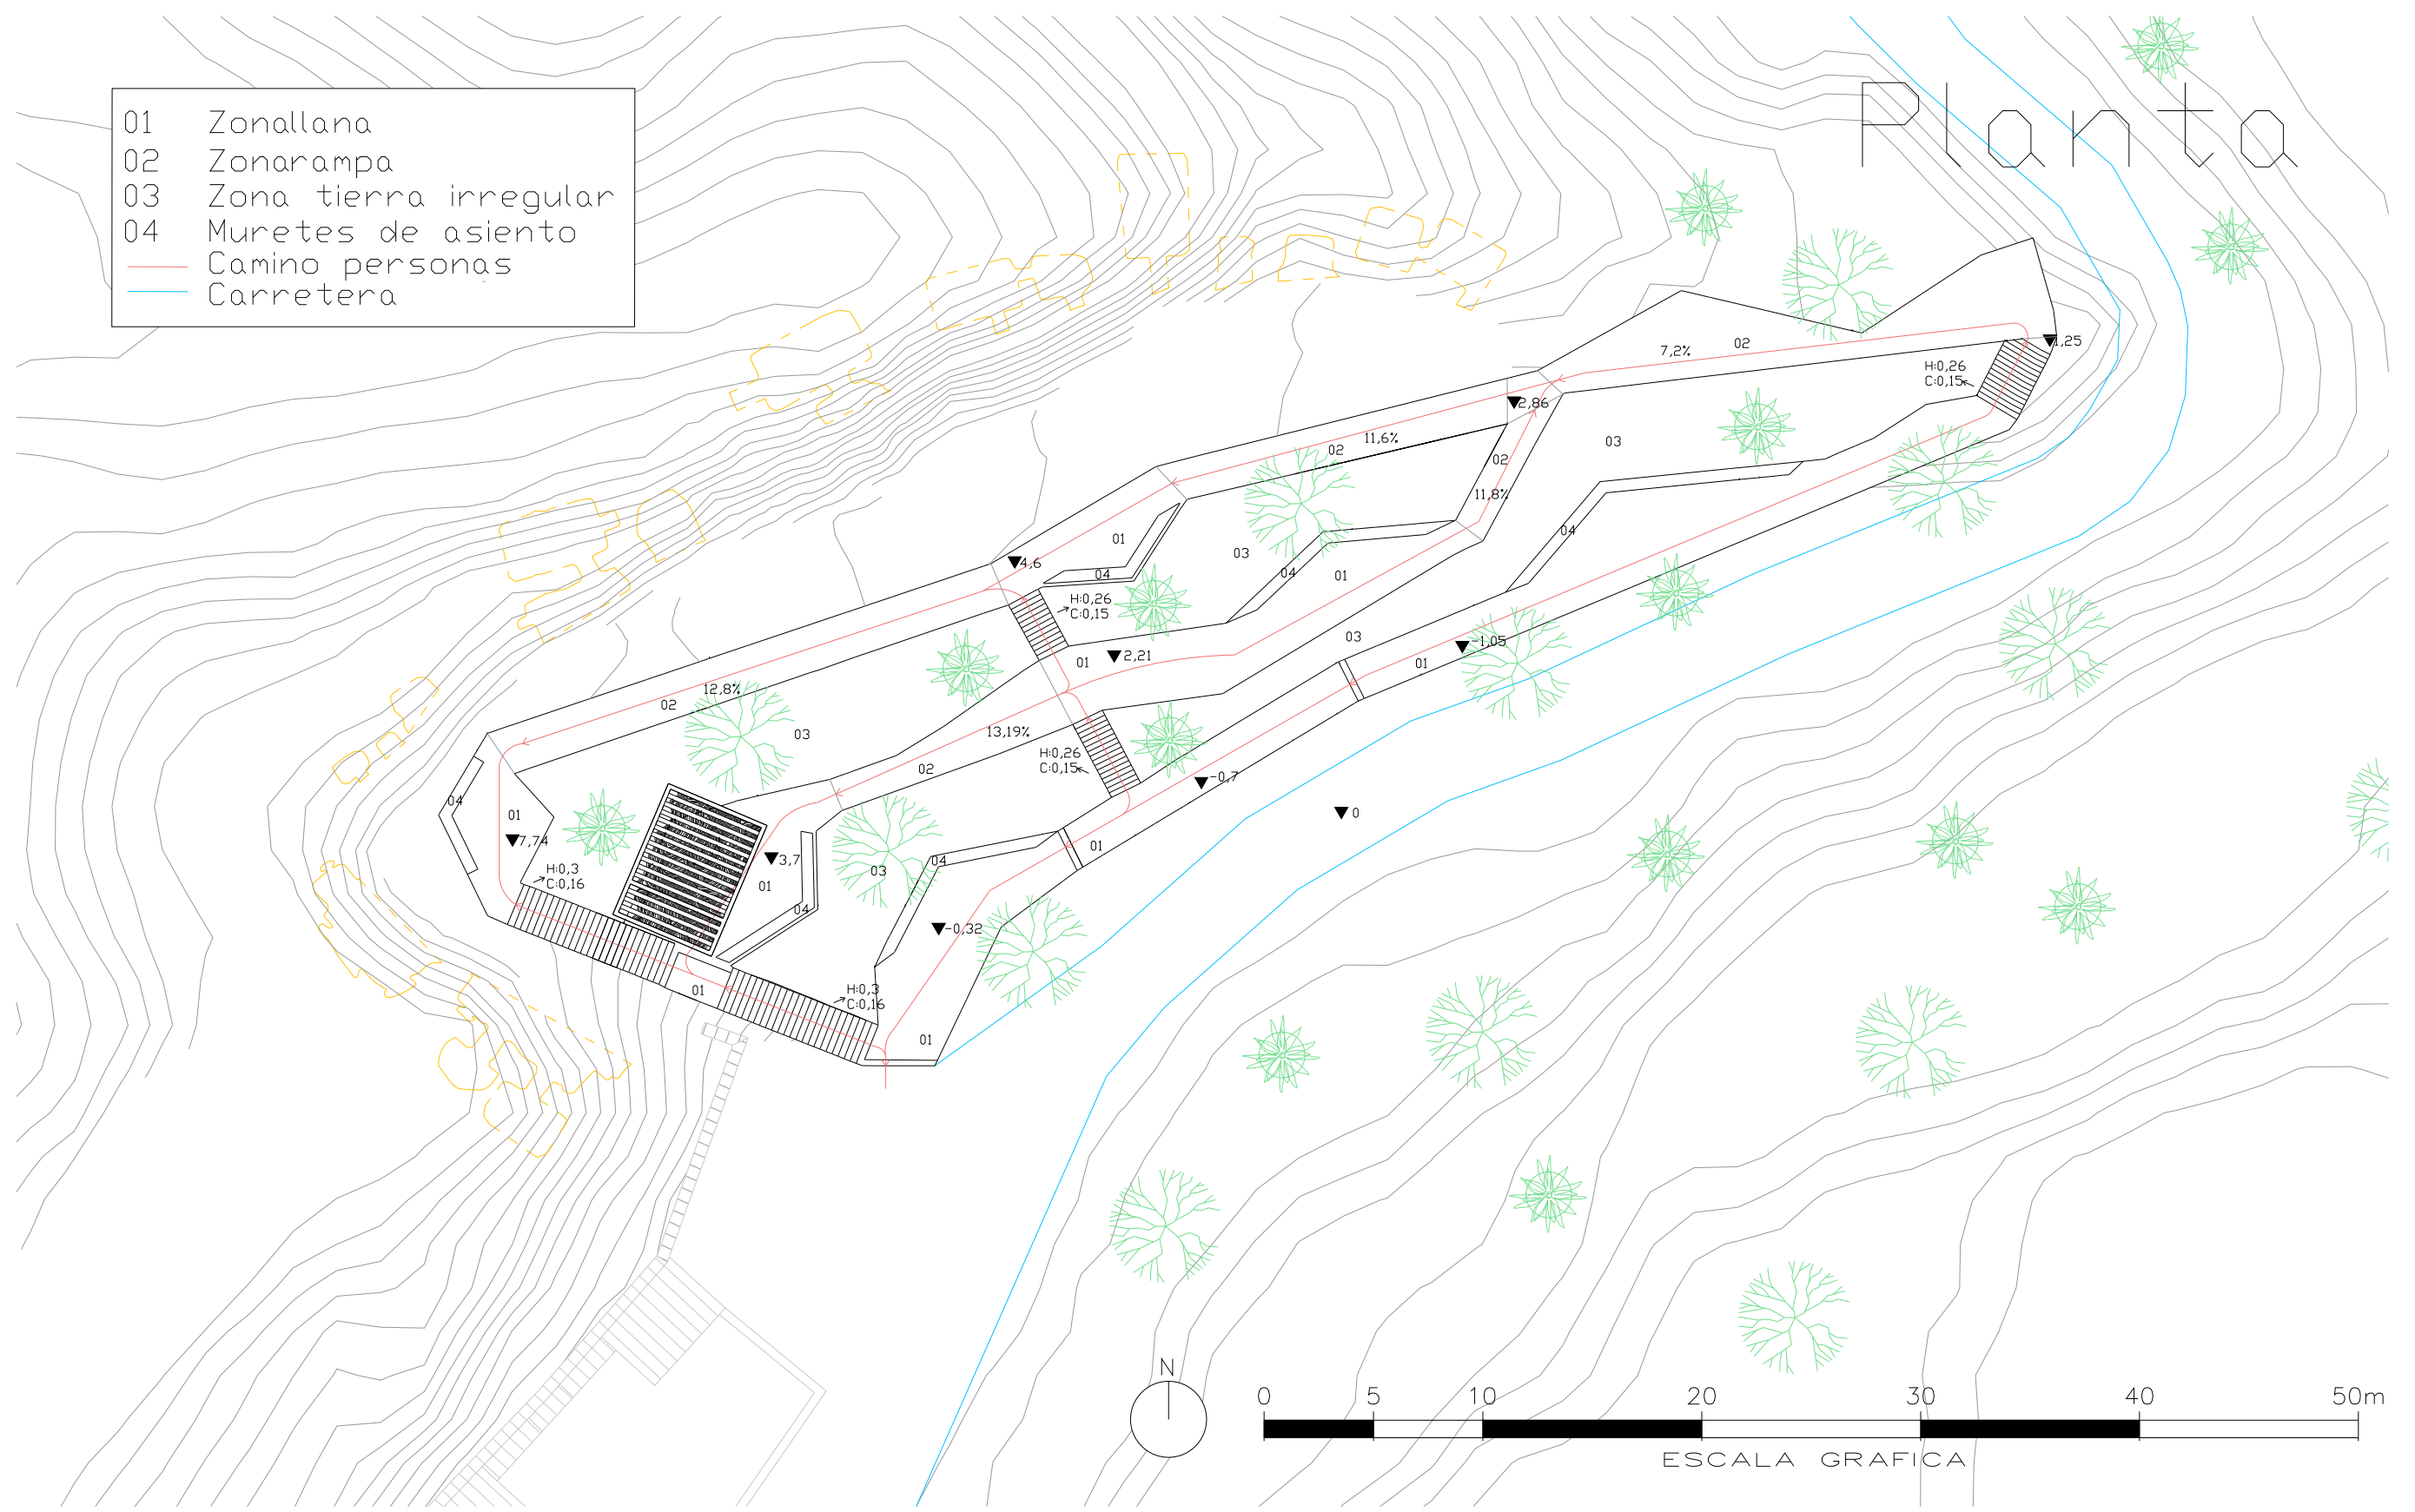 Planta
01 Zonallana
02 Zonarampa
03 Zona tierra irregular
04 Muretes de asiento
Camino personas
Carretera
02
7,2%
1,25
H:0,26
C:0,15
2,86
11,6%
02
03
02
11,8%
04
01
4,6
04
03
04
01
H:0,26
C:0,15
03
-1,05
01
2,21
01
12,8%
02
03
13,19%
H:0,26
C:0,15
02
-0,7
04
01
0
7,74
01
3,7
04
03
H:0,3
C:0,16
01
04
-0,32
01
H:0,3
C:0,16
01
N
0 5 10 20 30 40 50m
ESCALA GRAFICA